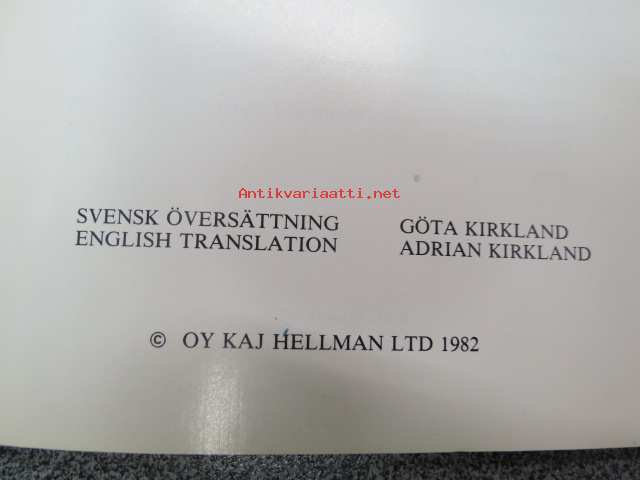 Antikvariaatti.net
SVENSK ÖVERSÄTTNING GÖTA KIRKLAND
ENGLISH TRANSLATION ADRIAN KIRKLAND
© OY KAJ HELLMAN LTD 1982